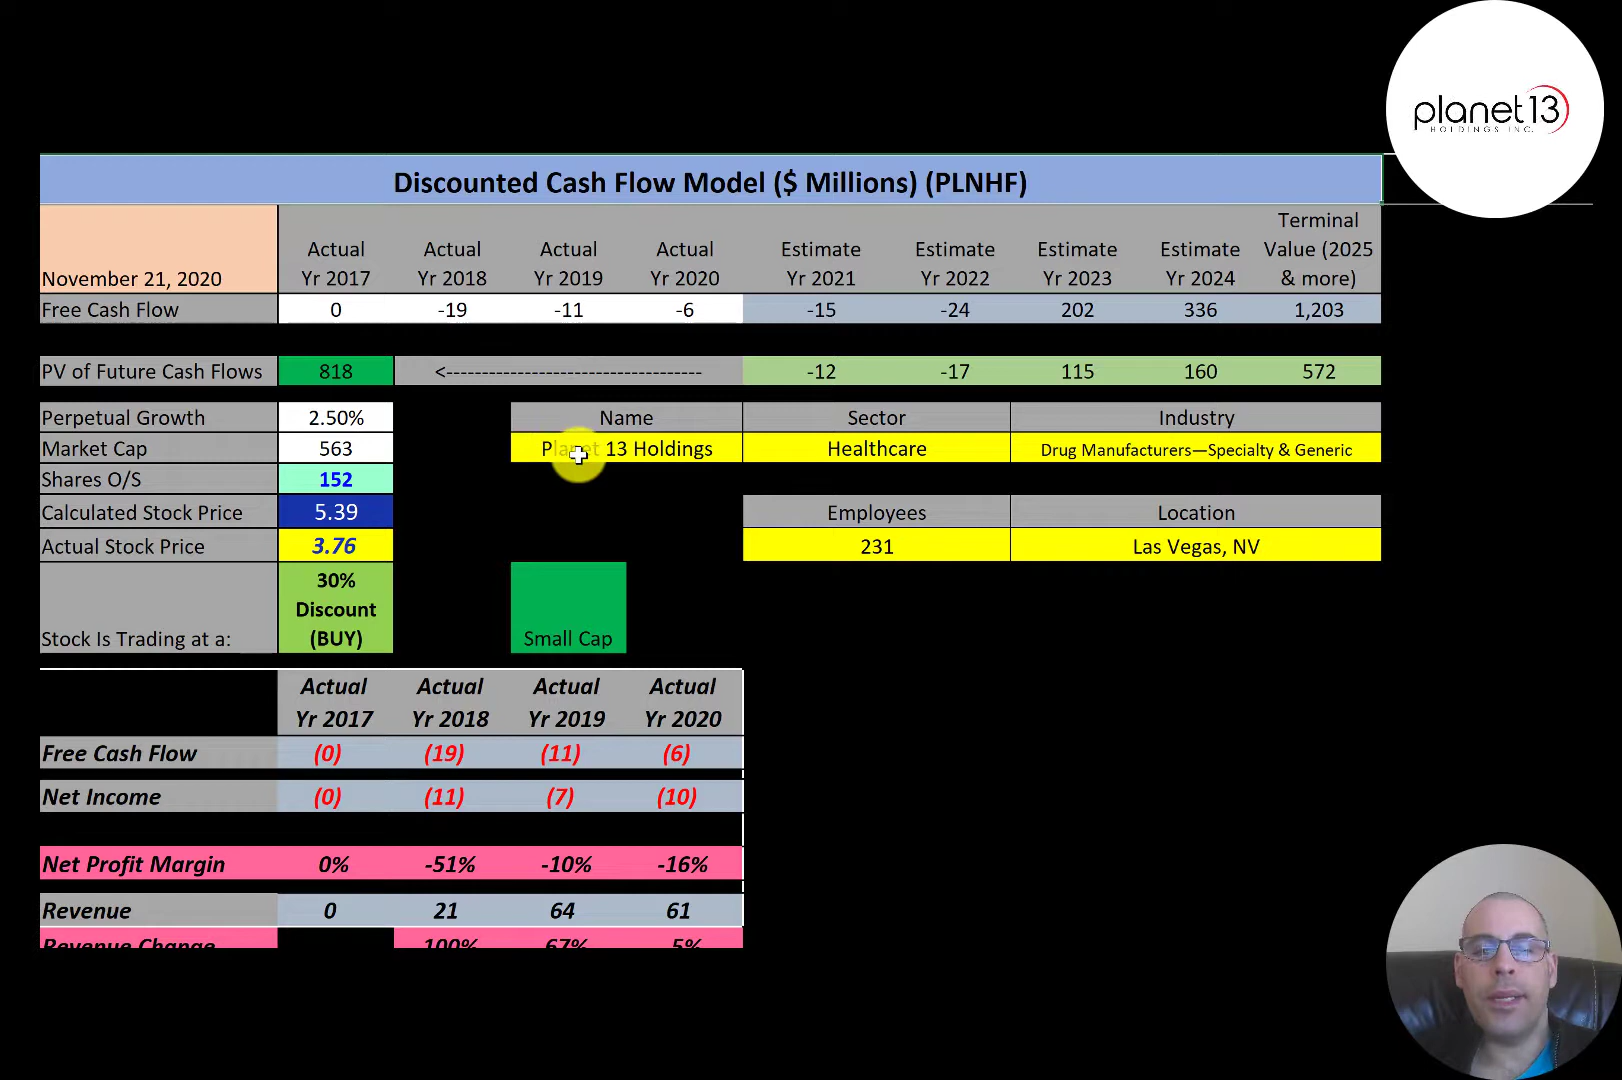 planet13
HOLDINGS INC.
Discounted Cash Flow Model ($ Millions) (PLNHF)
November 21, 2020 Actual Yr 2017 Actual Yr 2018 Actual Yr 2019 Actual Yr 2020 Estimate Yr 2021 Estimate Yr 2022 Estimate Yr 2023 Estimate Yr 2024 Terminal Value (2025 & more)
Free Cash Flow 0 -19 -11 -6 -15 -24 202 336 1,203
PV of Future Cash Flows 818 <------------------------------------ -12 -17 115 160 572
Perpetual Growth 2.50% Name Sector Industry
Market Cap 563 Planet 13 Holdings Healthcare Drug Manufacturers—Specialty & Generic
Shares O/S 152
Calculated Stock Price 5.39 Employees Location
Actual Stock Price 3.76 231 Las Vegas, NV
Stock Is Trading at a: 30% Discount (BUY) Small Cap
Actual Yr 2017 Actual Yr 2018 Actual Yr 2019 Actual Yr 2020
Free Cash Flow (0) (19) (11) (6)
Net Income (0) (11) (7) (10)
Net Profit Margin 0% -51% -10% -16%
Revenue 0 21 64 61
Revenue Change 100% 67% 5%